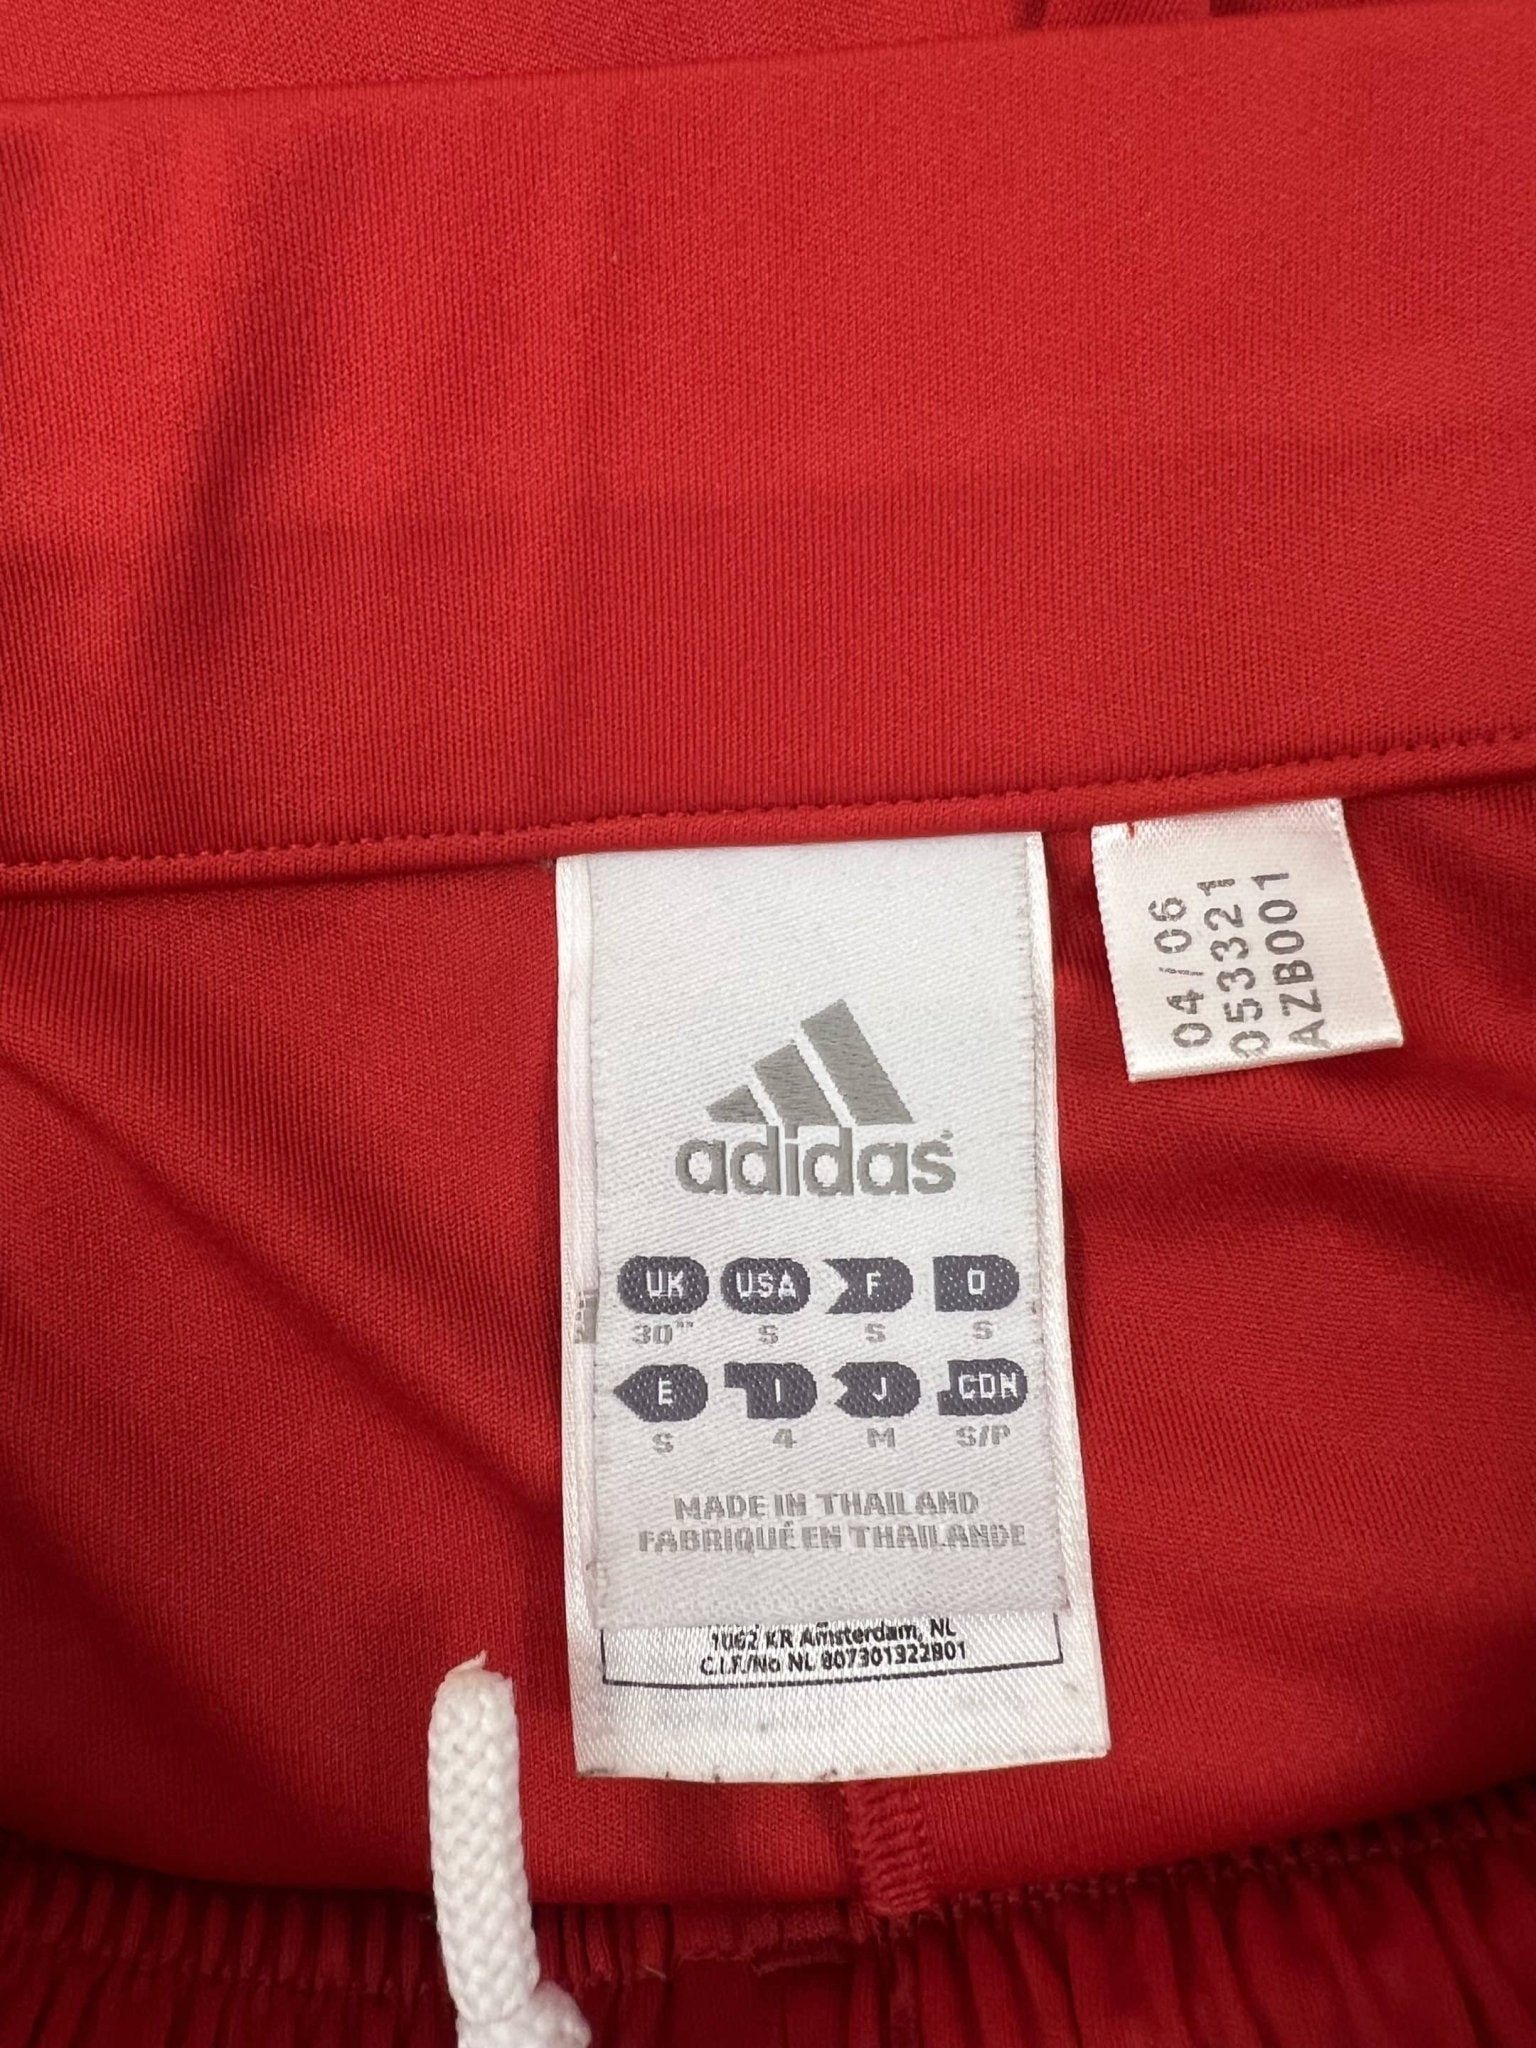 04/06
053321
AZB001
adidas
UK USA F D
30" S S S
E I J CDN
S 4 M S/P
MADE IN THAILAND
FABRIQUÉ EN THAILANDE
1062 KR Amsterdam, NL
C.I.F./No NL 807301322B01